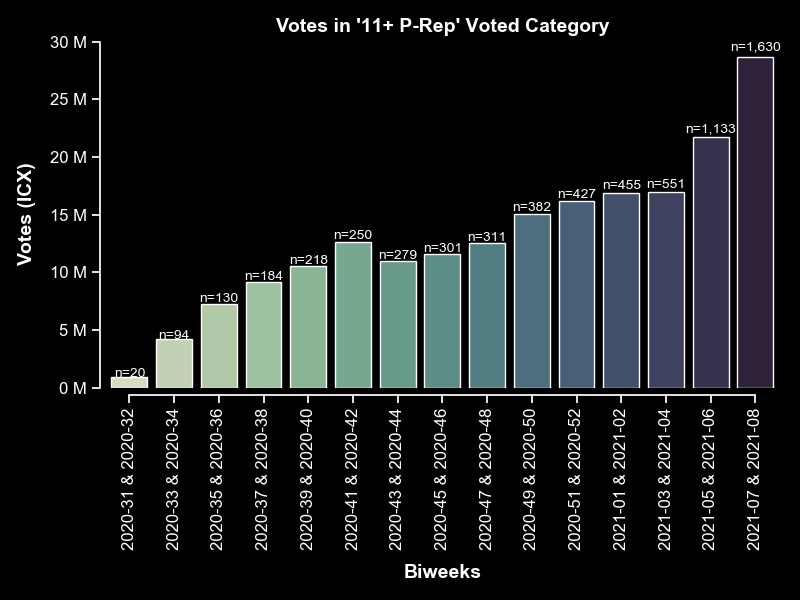 Votes in '11+ P-Rep' Voted Category
Votes (ICX)
30 M
25 M
20 M
15 M
10 M
5 M
0 M
n=20
n=94
n=130
n=184
n=218
n=250
n=279
n=301
n=311
n=382
n=427
n=455
n=551
n=1,133
n=1,630
2020-31 & 2020-32
2020-33 & 2020-34
2020-35 & 2020-36
2020-37 & 2020-38
2020-39 & 2020-40
2020-41 & 2020-42
2020-43 & 2020-44
2020-45 & 2020-46
2020-47 & 2020-48
2020-49 & 2020-50
2020-51 & 2020-52
2021-01 & 2021-02
2021-03 & 2021-04
2021-05 & 2021-06
2021-07 & 2021-08
Biweeks